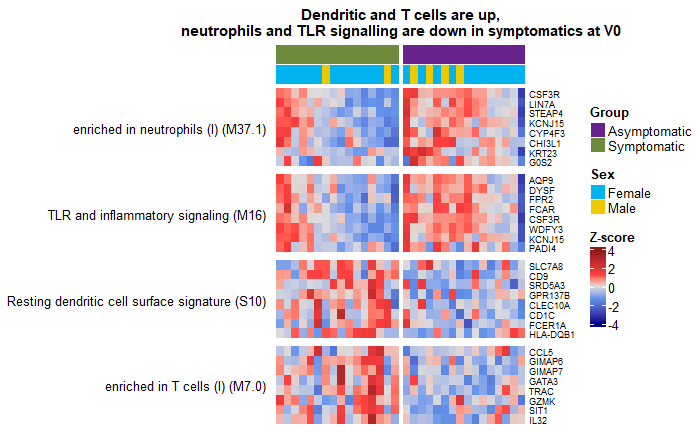 Dendritic and T cells are up,
neutrophils and TLR signalling are down in symptomatics at V0
enriched in neutrophils (I) (M37.1)
CSF3R
LIN7A
STEAP4
KCNJ15
CYP4F3
CHI3L1
KRT23
G0S2
TLR and inflammatory signaling (M16)
AQP9
DYSF
FPR2
FCAR
CSF3R
WDFY3
KCNJ15
PADI4
Resting dendritic cell surface signature (S10)
SLC7A8
CD9
SRD5A3
GPR137B
CLEC10A
CD1C
FCER1A
HLA-DQB1
enriched in T cells (I) (M7.0)
CCL5
GIMAP6
GIMAP7
GATA3
TRAC
GZMK
SIT1
IL32
Group
Asymptomatic
Symptomatic
Sex
Female
Male
Z-score
4
2
0
-2
-4